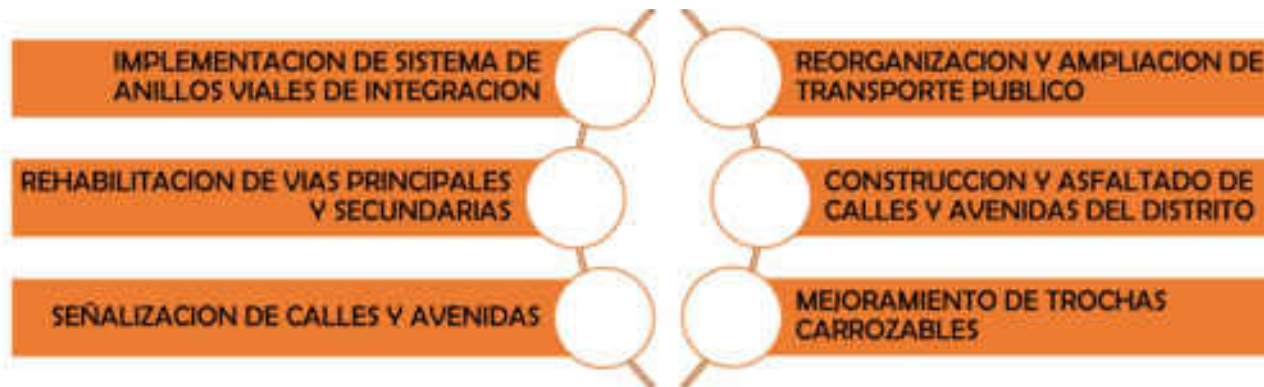 IMPLEMENTACION DE SISTEMA DE
ANILLOS VIALES DE INTEGRACION
REHABILITACION DE VIAS PRINCIPALES
Y SECUNDARIAS
SEÑALIZACION DE CALLES Y AVENIDAS
REORGANIZACION Y AMPLIACION DE
TRANSPORTE PUBLICO
CONSTRUCCION Y ASFALTADO DE
CALLES Y AVENIDAS DEL DISTRITO
MEJORAMIENTO DE TROCHAS
CARROZABLES